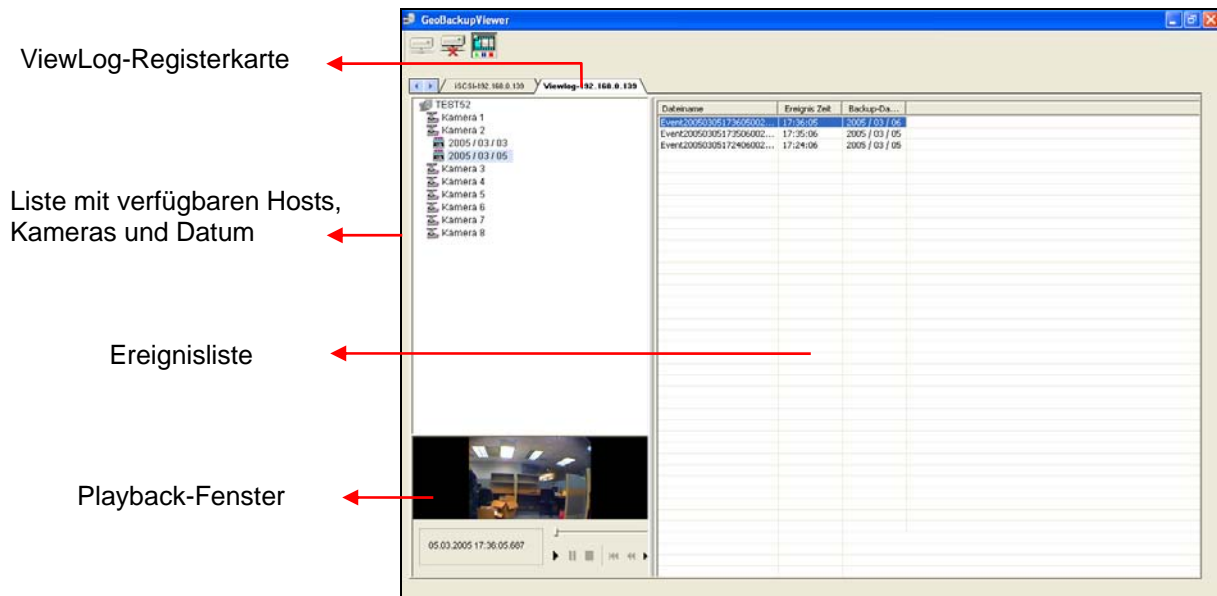 GeoBackupViewer
ViewLog-Registerkarte
iSCSI-192.168.0.139
Viewlog-192.168.0.139
TEST52
Kamera 1
Kamera 2
2005 / 03 / 03
2005 / 03 / 05
Kamera 3
Kamera 4
Kamera 5
Kamera 6
Kamera 7
Kamera 8
Dateiname Ereignis Zeit Backup-Da...
Event20050305173605002... 17:36:05 2005 / 03 / 06
Event20050305173506002... 17:35:06 2005 / 03 / 05
Event20050305172406002... 17:24:06 2005 / 03 / 05
Liste mit verfügbaren Hosts,
Kameras und Datum
Ereignisliste
Playback-Fenster
05.03.2005 17:36:05.667